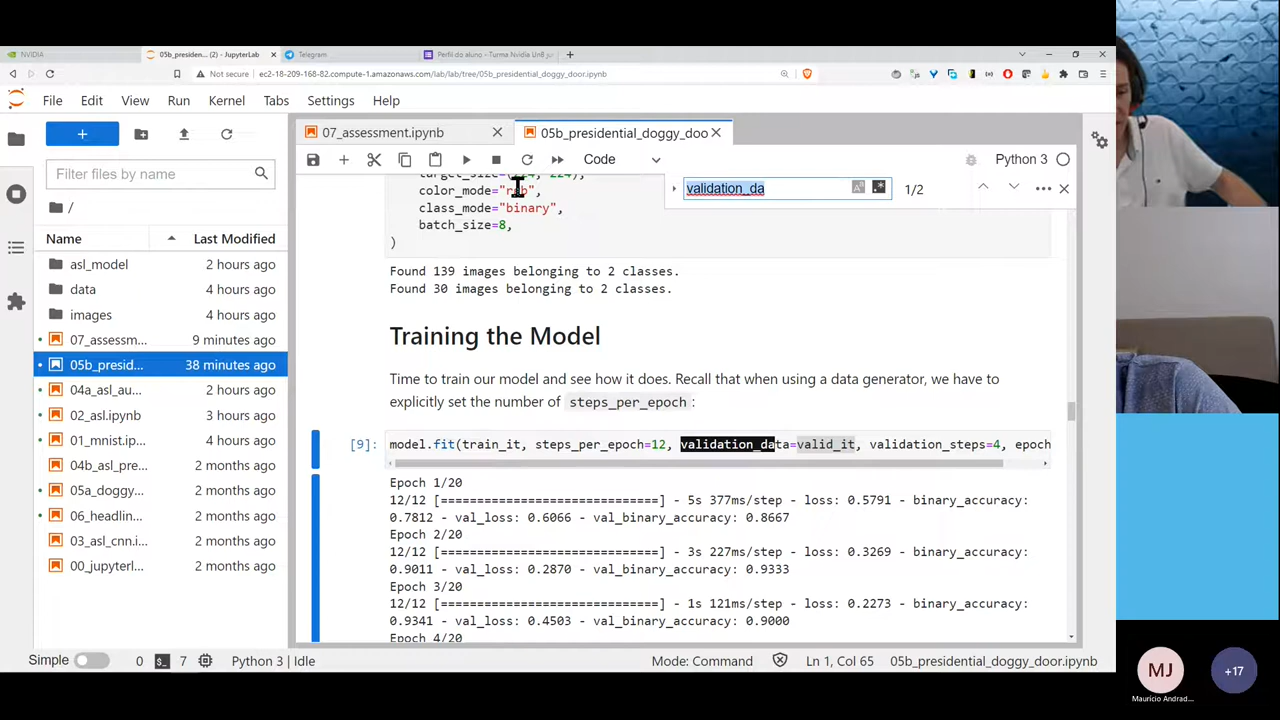 NVIDIA
05b_presiden... (2) - JupyterLab
Telegram
Perfil do aluno - Turma Nvidia Un8 ju
Not secure
ec2-18-209-168-82.compute-1.amazonaws.com/lab/lab/tree/05b_presidential_doggy_door.ipynb
File Edit View Run Kernel Tabs Settings Help
07_assessment.ipynb
05b_presidential_doggy_doo
Code
Python 3
Filter files by name
validation_da
1/2
/
Name
Last Modified
asl_model 2 hours ago
data 4 hours ago
images 4 hours ago
07_assessm... 9 minutes ago
05b_presid... 38 minutes ago
04a_asl_au... 2 hours ago
02_asl.ipynb 3 hours ago
01_mnist.ip... 2 months ago
04b_asl_pre... 2 months ago
05a_doggy... 2 months ago
06_headlin... 2 months ago
03_asl_cnn.i... 2 months ago
00_jupyterl... 2 months ago
color_mode="rgb",
class_mode="binary",
batch_size=8,
)
Found 139 images belonging to 2 classes.
Found 30 images belonging to 2 classes.
Training the Model
Time to train our model and see how it does. Recall that when using a data generator, we have to
explicitly set the number of steps_per_epoch :
[9]: model.fit(train_it, steps_per_epoch=12, validation_data=valid_it, validation_steps=4, epoch
Epoch 1/20
12/12 [==============================] - 5s 377ms/step - loss: 0.5791 - binary_accuracy:
0.7812 - val_loss: 0.6066 - val_binary_accuracy: 0.8667
Epoch 2/20
12/12 [==============================] - 3s 227ms/step - loss: 0.3269 - binary_accuracy:
0.9011 - val_loss: 0.2870 - val_binary_accuracy: 0.9333
Epoch 3/20
12/12 [==============================] - 1s 121ms/step - loss: 0.2273 - binary_accuracy:
0.9341 - val_loss: 0.4503 - val_binary_accuracy: 0.9000
Epoch 4/20
Simple
0
7
Python 3 | Idle
Mode: Command
Ln 1, Col 65
05b_presidential_doggy_door.ipynb
MJ
+17
Maurício Andrad...